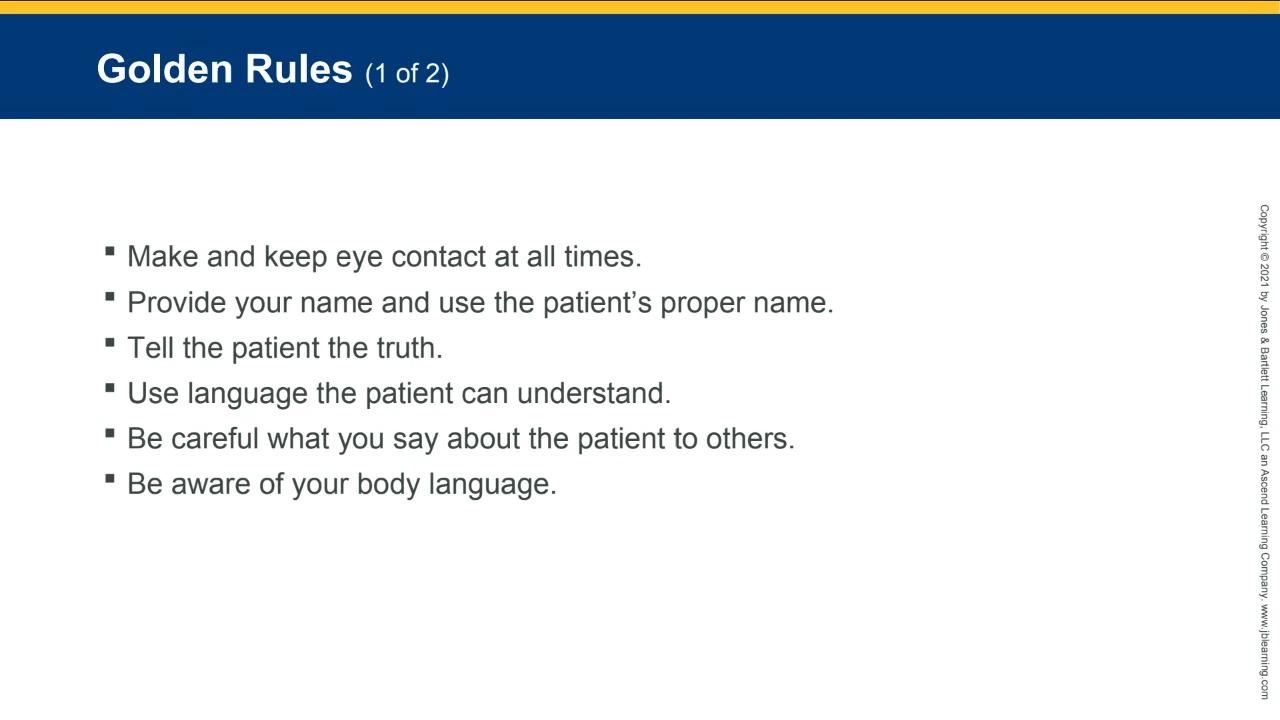 Golden Rules (1 of 2)
▪ Make and keep eye contact at all times.
▪ Provide your name and use the patient’s proper name.
▪ Tell the patient the truth.
▪ Use language the patient can understand.
▪ Be careful what you say about the patient to others.
▪ Be aware of your body language.
Copyright © 2021 by Jones & Bartlett Learning, LLC an Ascend Learning Company. www.jblearning.com